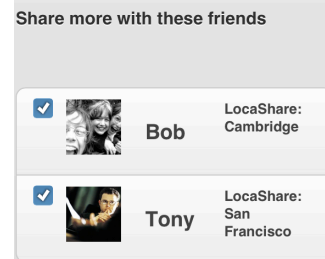 Share more with these friends
Bob
LocaShare:
Cambridge
Tony
LocaShare:
San
Francisco